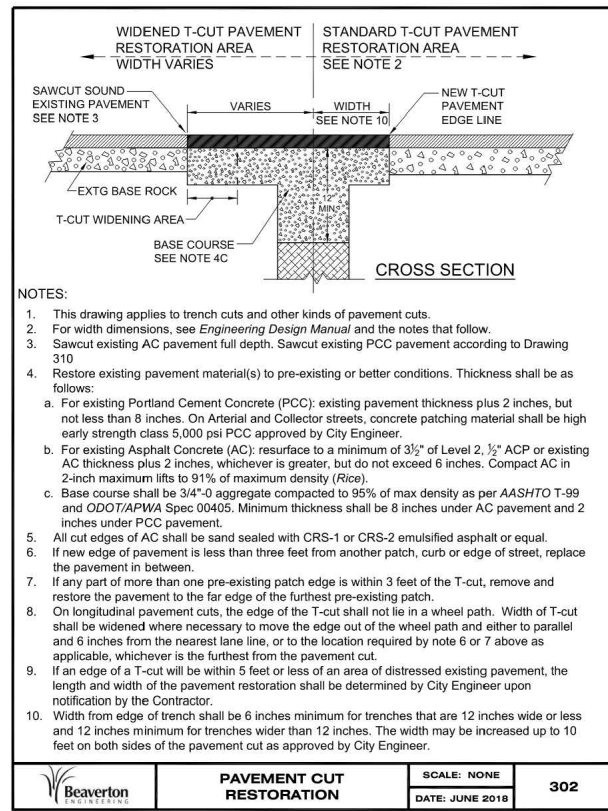 WIDENED T-CUT PAVEMENT
RESTORATION AREA
WIDTH VARIES
STANDARD T-CUT PAVEMENT
RESTORATION AREA
SEE NOTE 2
SAWCUT SOUND
EXISTING PAVEMENT
SEE NOTE 3
VARIES
WIDTH
SEE NOTE 10
NEW T-CUT
PAVEMENT
EDGE LINE
EXTG BASE ROCK
T-CUT WIDENING AREA
12"
MIN
BASE COURSE
SEE NOTE 4C
CROSS SECTION
NOTES:
1. This drawing applies to trench cuts and other kinds of pavement cuts.
2. For width dimensions, see Engineering Design Manual and the notes that follow.
3. Sawcut existing AC pavement full depth. Sawcut existing PCC pavement according to Drawing
310
4. Restore existing pavement material(s) to pre-existing or better conditions. Thickness shall be as
follows:
a. For existing Portland Cement Concrete (PCC): existing pavement thickness plus 2 inches, but
not less than 8 inches. On Arterial and Collector streets, concrete patching material shall be high
early strength class 5,000 psi PCC approved by City Engineer.
b. For existing Asphalt Concrete (AC): resurface to a minimum of 3½" of Level 2, ½" ACP or existing
AC thickness plus 2 inches, whichever is greater, but do not exceed 6 inches. Compact AC in
2-inch maximum lifts to 91% of maximum density (Rice).
c. Base course shall be 3/4"-0 aggregate compacted to 95% of max density as per AASHTO T-99
and ODOT/APWA Spec 00405. Minimum thickness shall be 8 inches under AC pavement and 2
inches under PCC pavement.
5. All cut edges of AC shall be sand sealed with CRS-1 or CRS-2 emulsified asphalt or equal.
6. If new edge of pavement is less than three feet from another patch, curb or edge of street, replace
the pavement in between.
7. If any part of more than one pre-existing patch edge is within 3 feet of the T-cut, remove and
restore the pavement to the far edge of the furthest pre-existing patch.
8. On longitudinal pavement cuts, the edge of the T-cut shall not lie in a wheel path. Width of T-cut
shall be widened where necessary to move the edge out of the wheel path and either to parallel
and 6 inches from the nearest lane line, or to the location required by note 6 or 7 above as
applicable, whichever is the furthest from the pavement cut.
9. If an edge of a T-cut will be within 5 feet or less of an area of distressed existing pavement, the
length and width of the pavement restoration shall be determined by City Engineer upon
notification by the Contractor.
10. Width from edge of trench shall be 6 inches minimum for trenches that are 12 inches wide or less
and 12 inches minimum for trenches wider than 12 inches. The width may be increased up to 10
feet on both sides of the pavement cut as approved by City Engineer.
Beaverton
ENGINEERING
PAVEMENT CUT
RESTORATION
SCALE: NONE
DATE: JUNE 2018
302